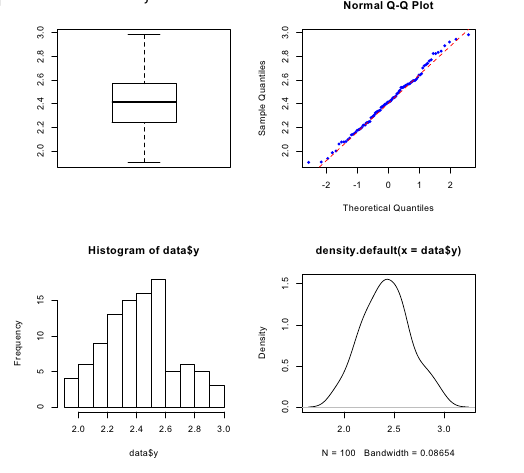 y
Normal Q-Q Plot
2.0 2.2 2.4 2.6 2.8 3.0
Sample Quantiles
2.0 2.2 2.4 2.6 2.8 3.0
-2 -1 0 1 2
Theoretical Quantiles
Histogram of data$y
Frequency
0 5 10 15
2.0 2.2 2.4 2.6 2.8 3.0
data$y
density.default(x = data$y)
Density
0.0 0.5 1.0 1.5
2.0 2.5 3.0
N = 100 Bandwidth = 0.08654